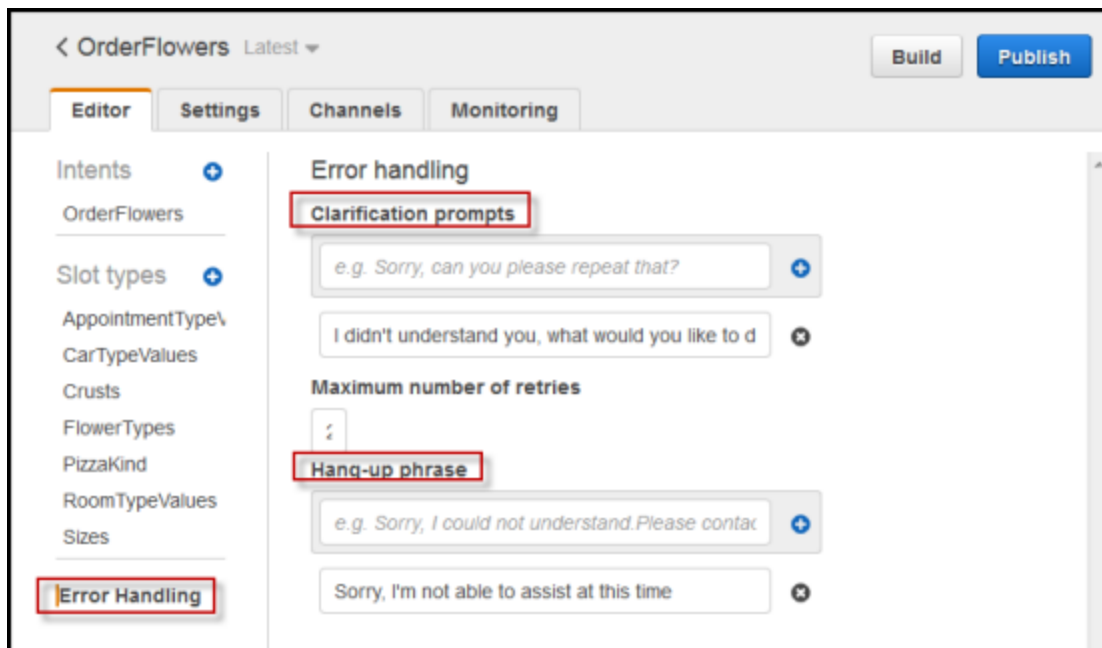 < OrderFlowers Latest
Build
Publish
Editor
Settings
Channels
Monitoring
Intents
OrderFlowers
Slot types
AppointmentTypeV
CarTypeValues
Crusts
FlowerTypes
PizzaKind
RoomTypeValues
Sizes
Error Handling
Error handling
Clarification prompts
e.g. Sorry, can you please repeat that?
I didn't understand you, what would you like to d
Maximum number of retries
Hang-up phrase
e.g. Sorry, I could not understand.Please contac
Sorry, I'm not able to assist at this time